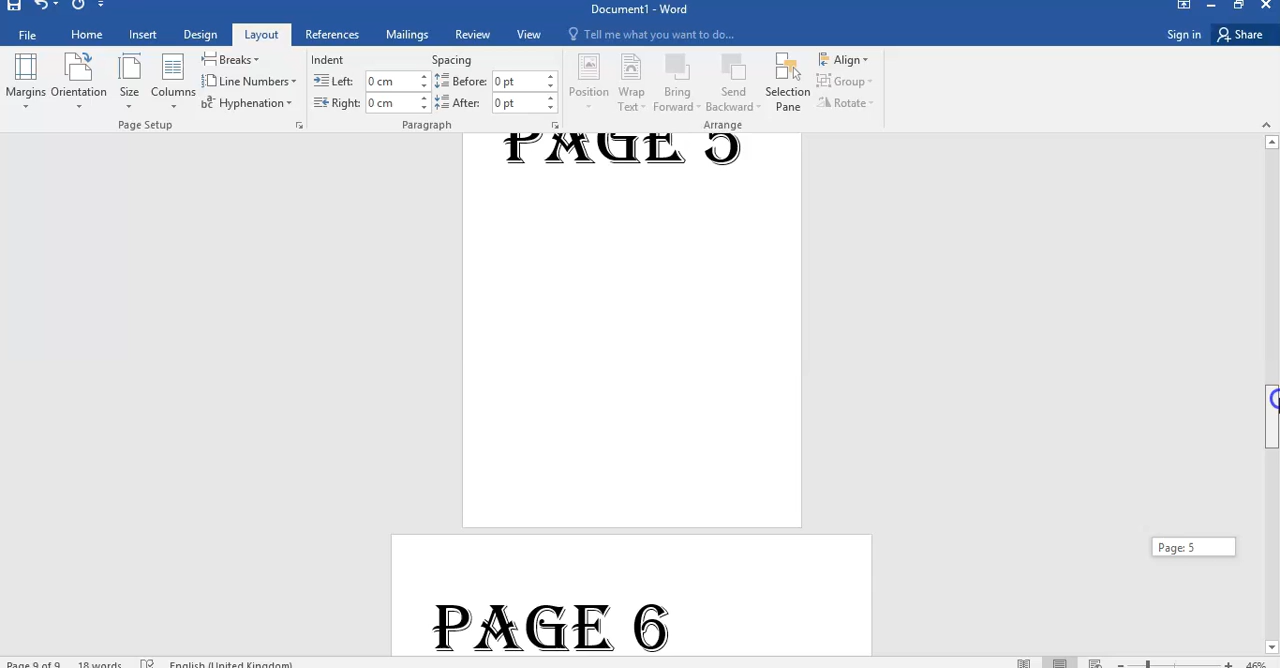 Document1 - Word
File Home Insert Design Layout References Mailings Review View Tell me what you want to do... Sign in Share
Margins Orientation Size Columns
Breaks
Line Numbers
Hyphenation
Page Setup
Indent Spacing
Left: 0 cm Before: 0 pt
Right: 0 cm After: 0 pt
Paragraph
Position Wrap Text Bring Forward Send Backward Selection Pane
Align
Group
Rotate
Arrange
PAGE 5
Page: 5
PAGE 6
Page 9 of 9 18 words English (United Kingdom) 46%